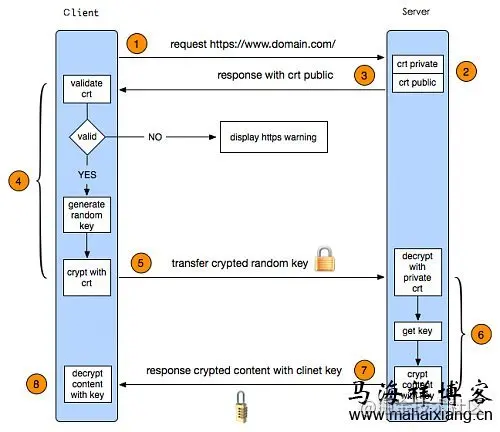 Client
Server
1
request https://www.domain.com/
crt private
2
response with crt public
3
crt public
validate
crt
valid
NO
display https warning
4
YES
generate
random
key
5
transfer crypted random key
crypt with
crt
decrypt
with
private
crt
get key
6
response crypted content with clinet key
7
8
decrypt
content
with key
crypt
content
with key
马海祥博客
www.mahaixiang.cn